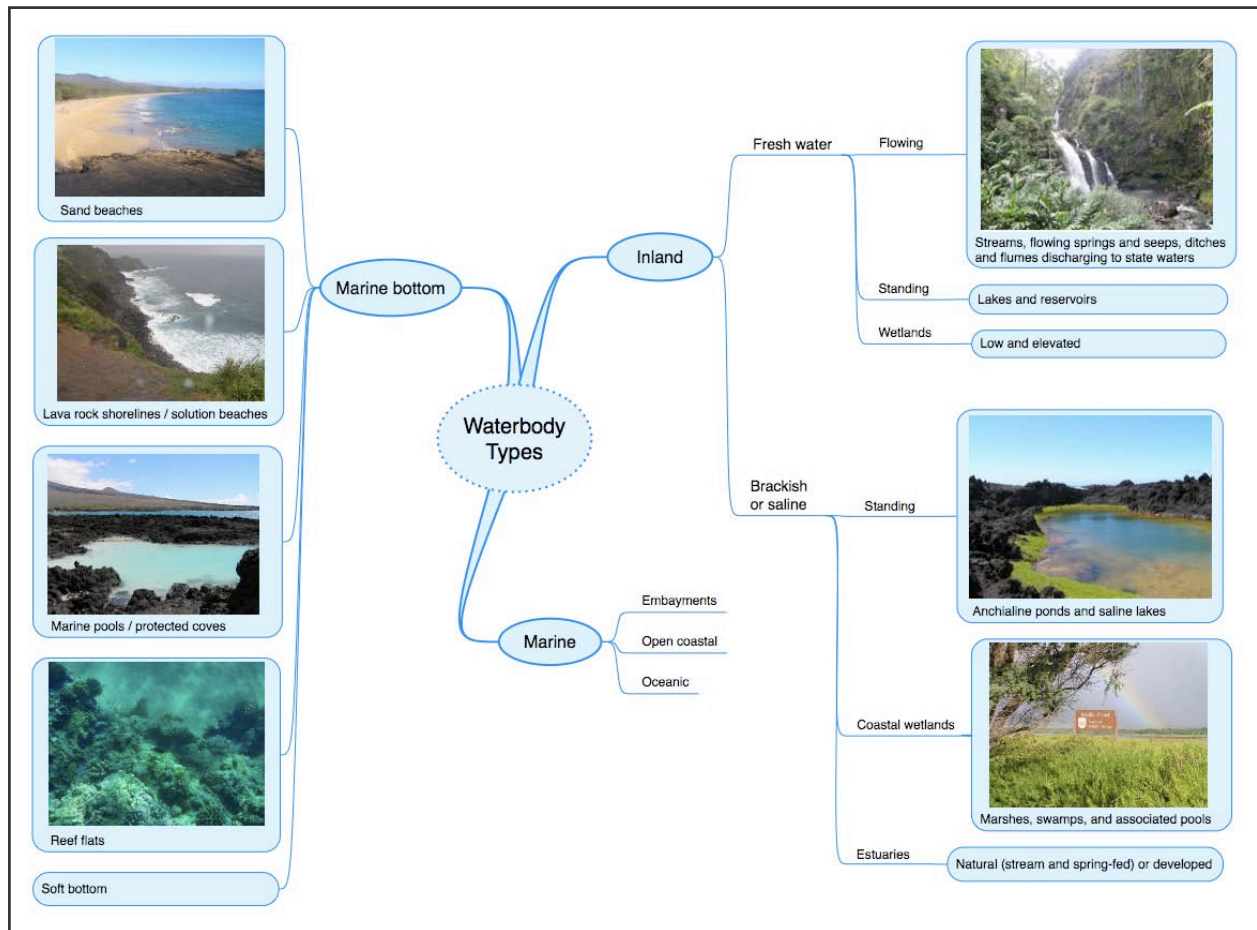 Sand beaches
Lava rock shorelines / solution beaches
Marine pools / protected coves
Reef flats
Soft bottom
Marine bottom
Waterbody
Types
Inland
Fresh water
Flowing
Streams, flowing springs and seeps, ditches
and flumes discharging to state waters
Standing
Lakes and reservoirs
Wetlands
Low and elevated
Brackish
or saline
Standing
Anchialine ponds and saline lakes
Coastal wetlands
Marshes, swamps, and associated pools
Estuaries
Natural (stream and spring-fed) or developed
Marine
Embayments
Open coastal
Oceanic